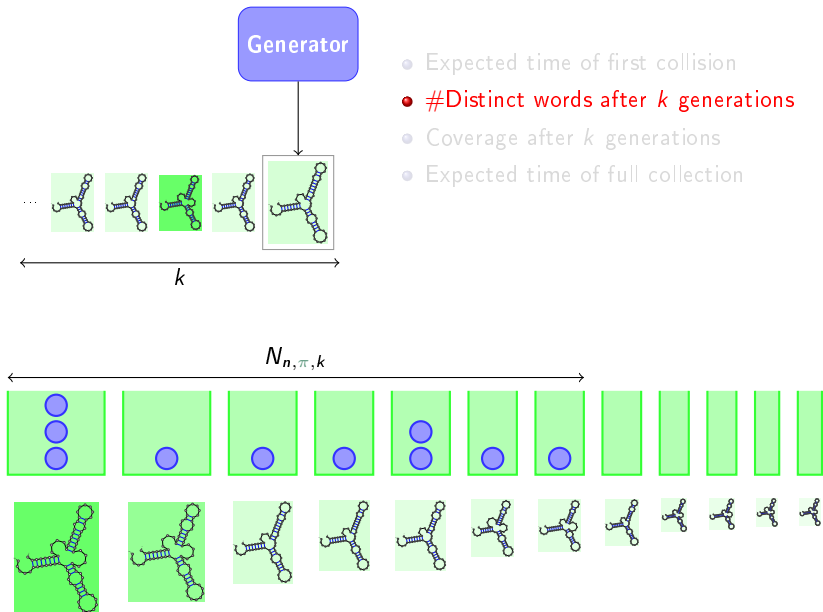 Generator
Expected time of first collision
#Distinct words after k generations
Coverage after k generations
Expected time of full collection
...
k
N_{n,π,k}